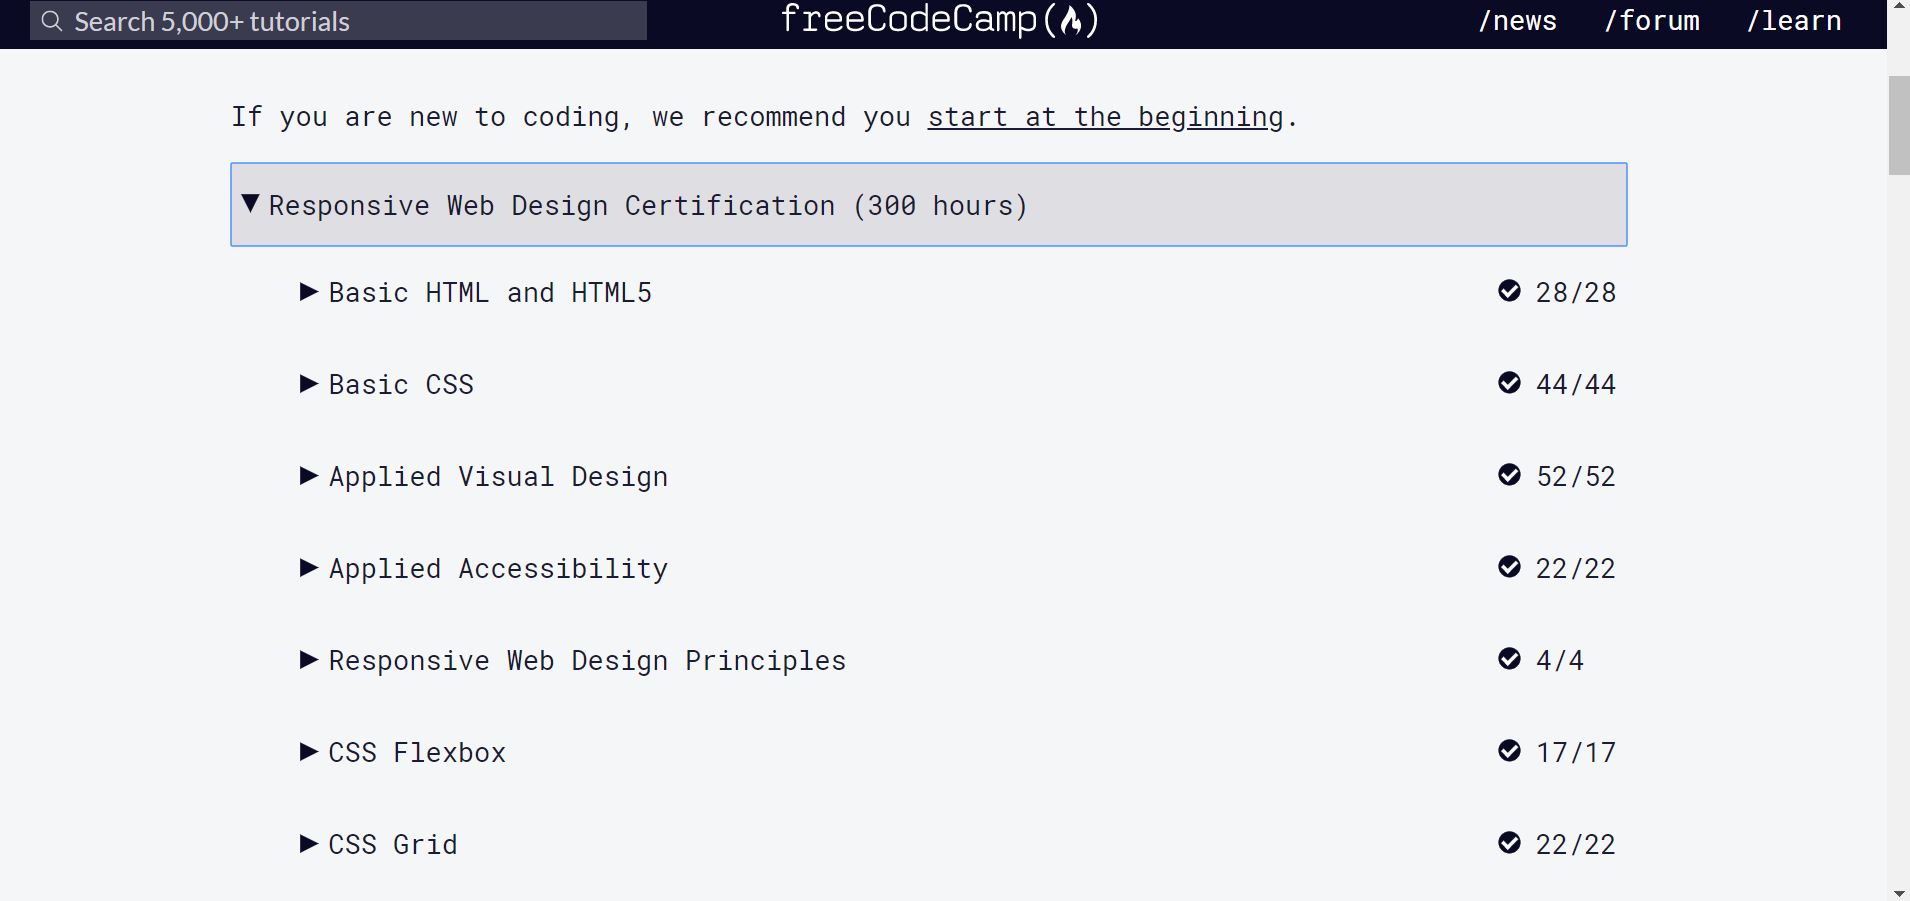 Search 5,000+ tutorials
freeCodeCamp()
/news /forum /learn
If you are new to coding, we recommend you start at the beginning.
Responsive Web Design Certification (300 hours)
Basic HTML and HTML5 28/28
Basic CSS 44/44
Applied Visual Design 52/52
Applied Accessibility 22/22
Responsive Web Design Principles 4/4
CSS Flexbox 17/17
CSS Grid 22/22